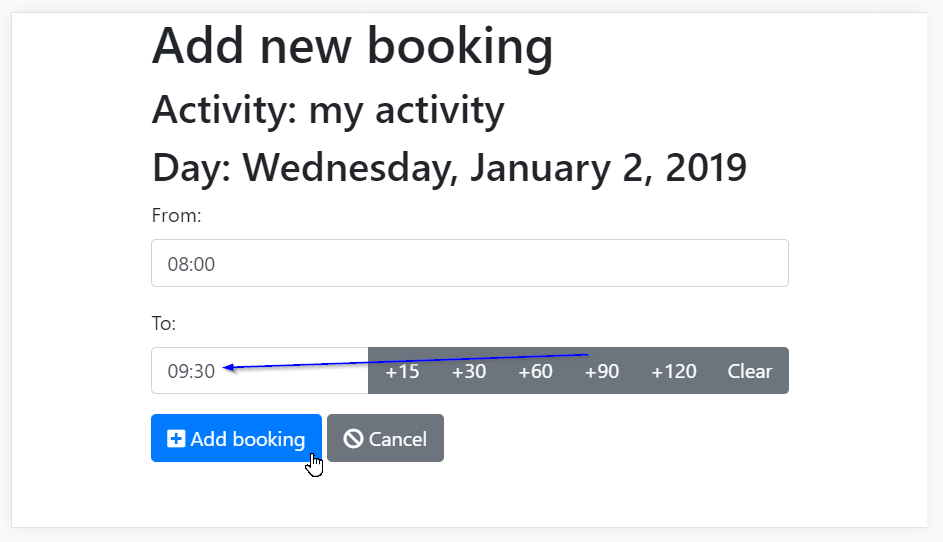 Add new booking
Activity: my activity
Day: Wednesday, January 2, 2019
From:
08:00
To:
09:30 +15 +30 +60 +90 +120 Clear
Add booking Cancel